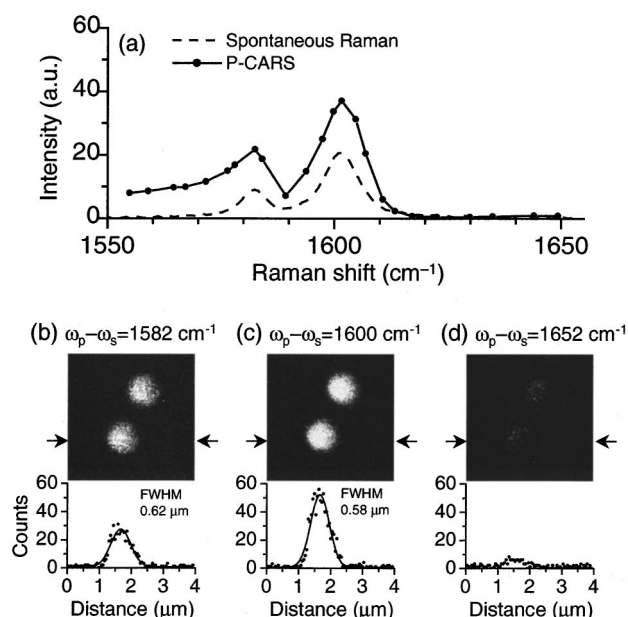 (a)
Spontaneous Raman
P-CARS
Intensity (a.u.)
60
40
20
0
1550
1600
1650
Raman shift (cm⁻¹)
(b) ωp–ωs=1582 cm⁻¹
(c) ωp–ωs=1600 cm⁻¹
(d) ωp–ωs=1652 cm⁻¹
Counts
60
40
20
0
FWHM
0.62 μm
0 1 2 3 4
Distance (μm)
60
40
20
0
FWHM
0.58 μm
0 1 2 3 4
Distance (μm)
60
40
20
0
0 1 2 3 4
Distance (μm)